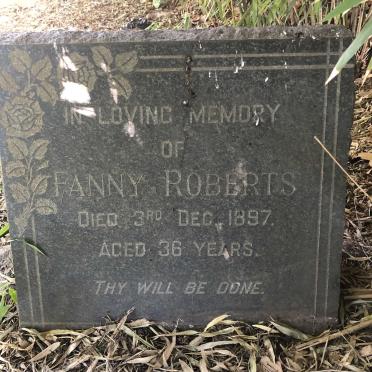 IN LOVING MEMORY
OF
FANNY ROBERTS
DIED 3RD DEC. 1897.
AGED 36 YEARS.
THY WILL BE DONE.